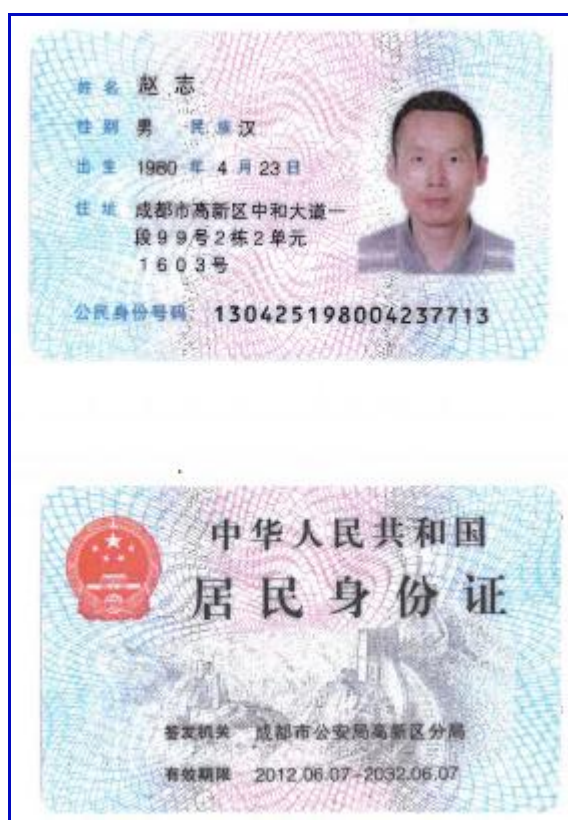 姓名 赵志
性别 男 民族 汉
出生 1980 年 4 月 23 日
住址 成都市高新区中和大道一
段99号2栋2单元
1603号
公民身份号码 130425198004237713
中华人民共和国
居民身份证
签发机关 成都市公安局高新区分局
有效期限 2012.06.07-2032.06.07